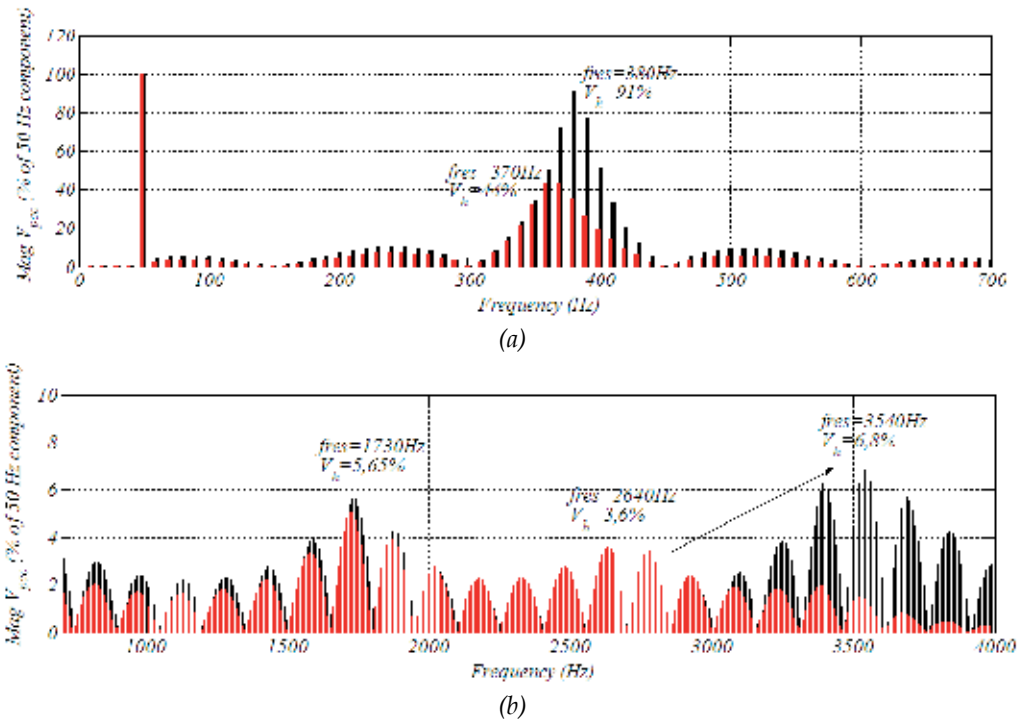 120
100
80
60
40
20
0
Mag V_pcc (% of 50 Hz component)
fres=380Hz
V_h 91%
fres 370Hz
V_h=44%
0 100 200 300 400 500 600 700
Frequency (Hz)
(a)
10
8
6
4
2
0
Mag V_pcc (% of 50 Hz component)
fres=1730Hz
V_h=5,65%
fres 2640Hz
V_h 3,6%
fres=3540Hz
V_h=6,8%
1000 1500 2000 2500 3000 3500 4000
Frequency (Hz)
(b)